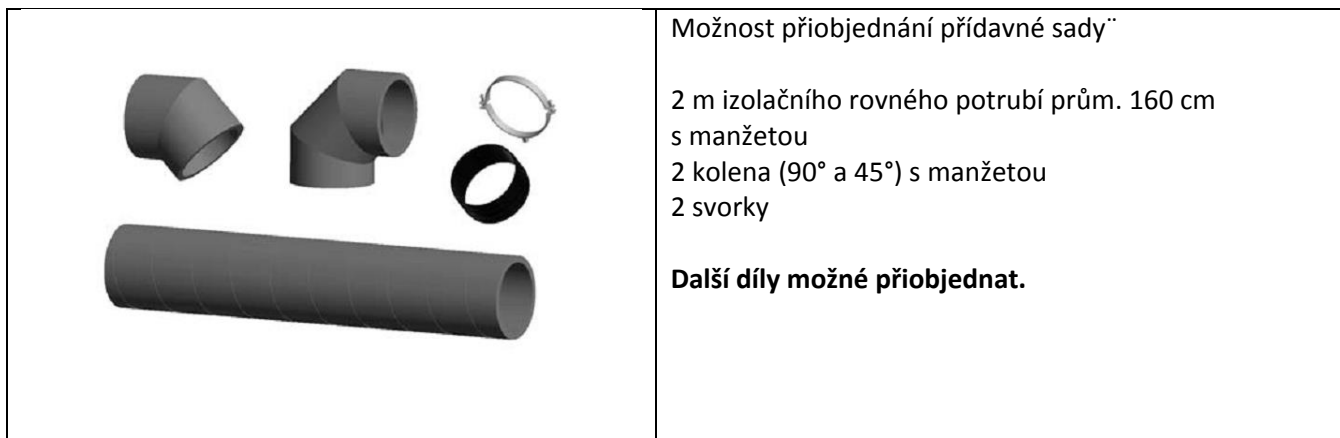 Možnost přiobjednání přídavné sady¨
2 m izolačního rovného potrubí prům. 160 cm
s manžetou
2 kolena (90° a 45°) s manžetou
2 svorky
Další díly možné přiobjednat.